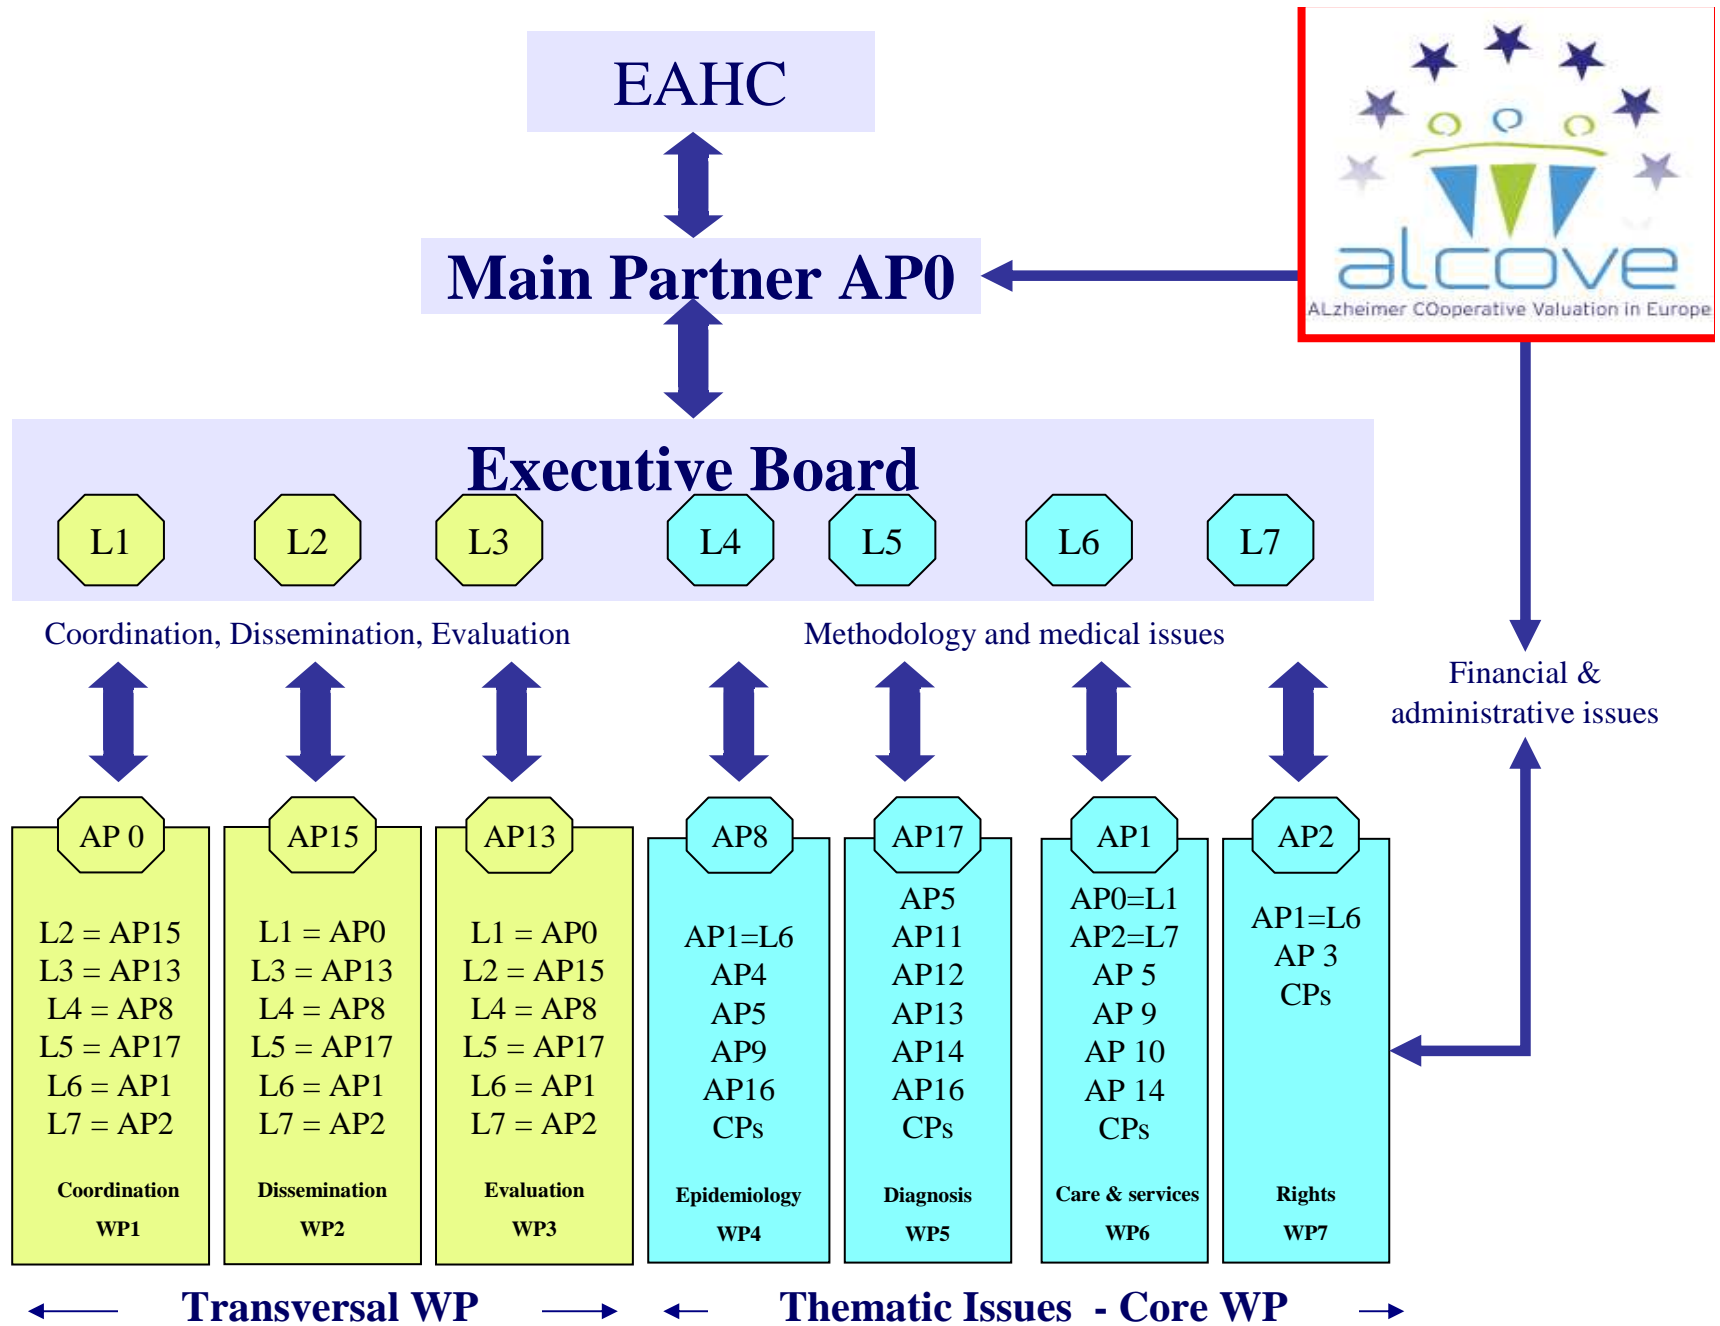 EAHC
alcove
ALzheimer COoperative Valuation in Europe
Main Partner AP0
Executive Board
L1
L2
L3
L4
L5
L6
L7
Coordination, Dissemination, Evaluation
Methodology and medical issues
Financial &
administrative issues
AP 0
L2 = AP15
L3 = AP13
L4 = AP8
L5 = AP17
L6 = AP1
L7 = AP2
Coordination
WP1
AP15
L1 = AP0
L3 = AP13
L4 = AP8
L5 = AP17
L6 = AP1
L7 = AP2
Dissemination
WP2
AP13
L1 = AP0
L2 = AP15
L4 = AP8
L5 = AP17
L6 = AP1
L7 = AP2
Evaluation
WP3
AP8
AP1=L6
AP4
AP5
AP9
AP16
CPs
Epidemiology
WP4
AP17
AP5
AP11
AP12
AP13
AP14
AP16
CPs
Diagnosis
WP5
AP1
AP0=L1
AP2=L7
AP 5
AP 9
AP 10
AP 14
CPs
Care & services
WP6
AP2
AP1=L6
AP 3
CPs
Rights
WP7
Transversal WP
Thematic Issues - Core WP